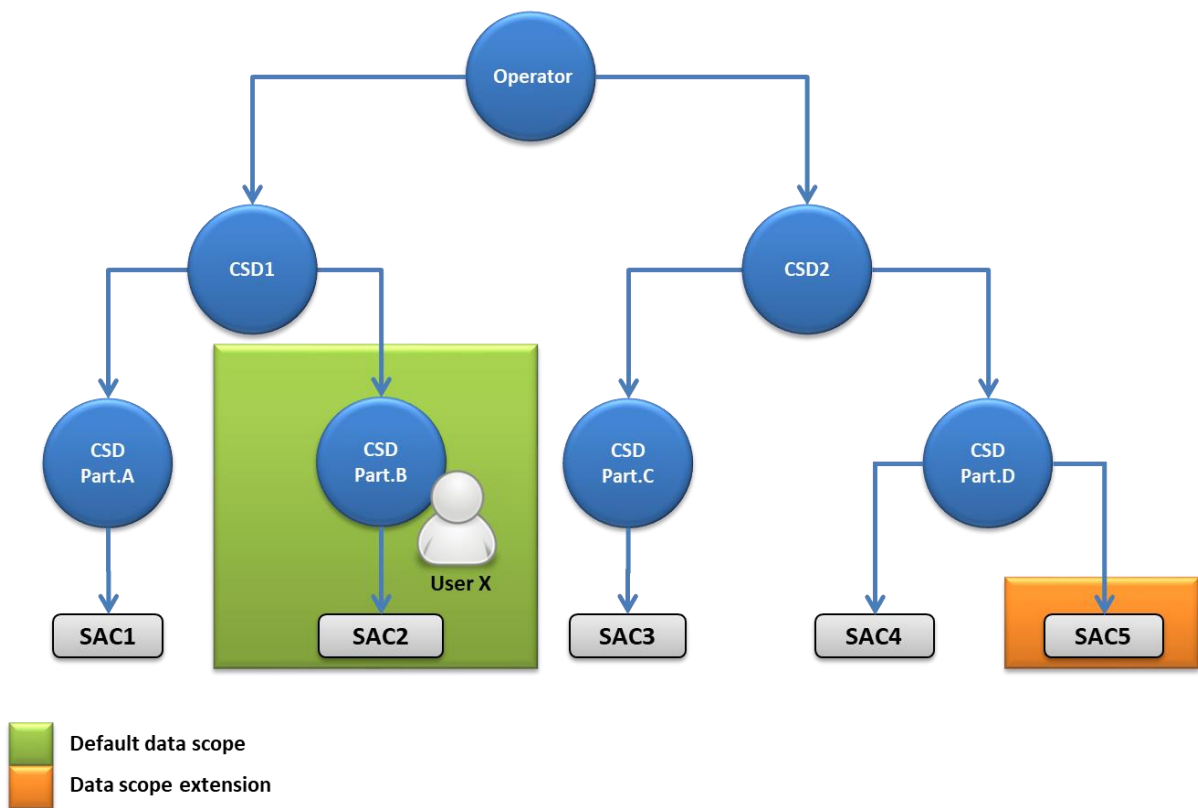 Operator
CSD1
CSD2
CSD
Part.A
CSD
Part.B
CSD
Part.C
CSD
Part.D
User X
SAC1
SAC2
SAC3
SAC4
SAC5
Default data scope
Data scope extension